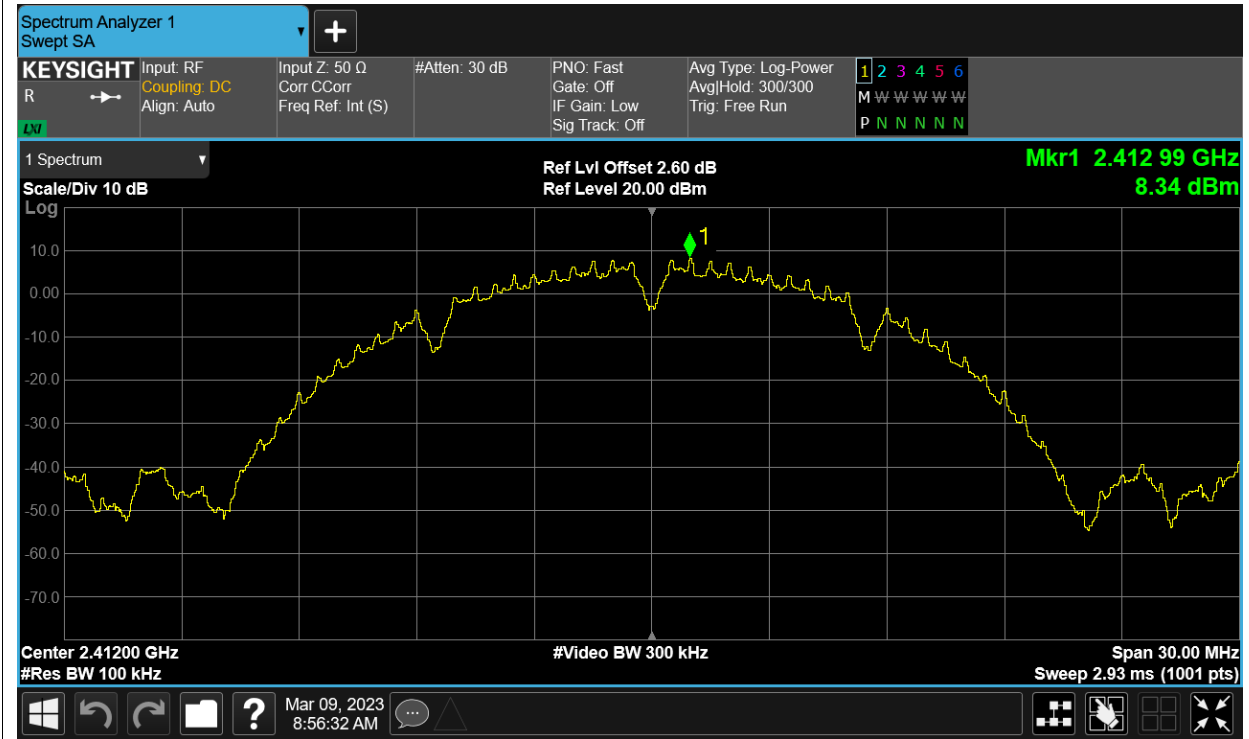 Spectrum Analyzer 1
Swept SA
KEYSIGHT
R
LXI
Input: RF
Coupling: DC
Align: Auto
Input Z: 50 Ω
Corr CCorr
Freq Ref: Int (S)
#Atten: 30 dB
PNO: Fast
Gate: Off
IF Gain: Low
Sig Track: Off
Avg Type: Log-Power
Avg|Hold: 300/300
Trig: Free Run
1 2 3 4 5 6
M W W W W W
P N N N N N
1 Spectrum
Scale/Div 10 dB
Log
Ref Lvl Offset 2.60 dB
Ref Level 20.00 dBm
Mkr1 2.412 99 GHz
8.34 dBm
1
10.0
0.00
-10.0
-20.0
-30.0
-40.0
-50.0
-60.0
-70.0
Center 2.41200 GHz
#Res BW 100 kHz
#Video BW 300 kHz
Span 30.00 MHz
Sweep 2.93 ms (1001 pts)
?
Mar 09, 2023
8:56:32 AM